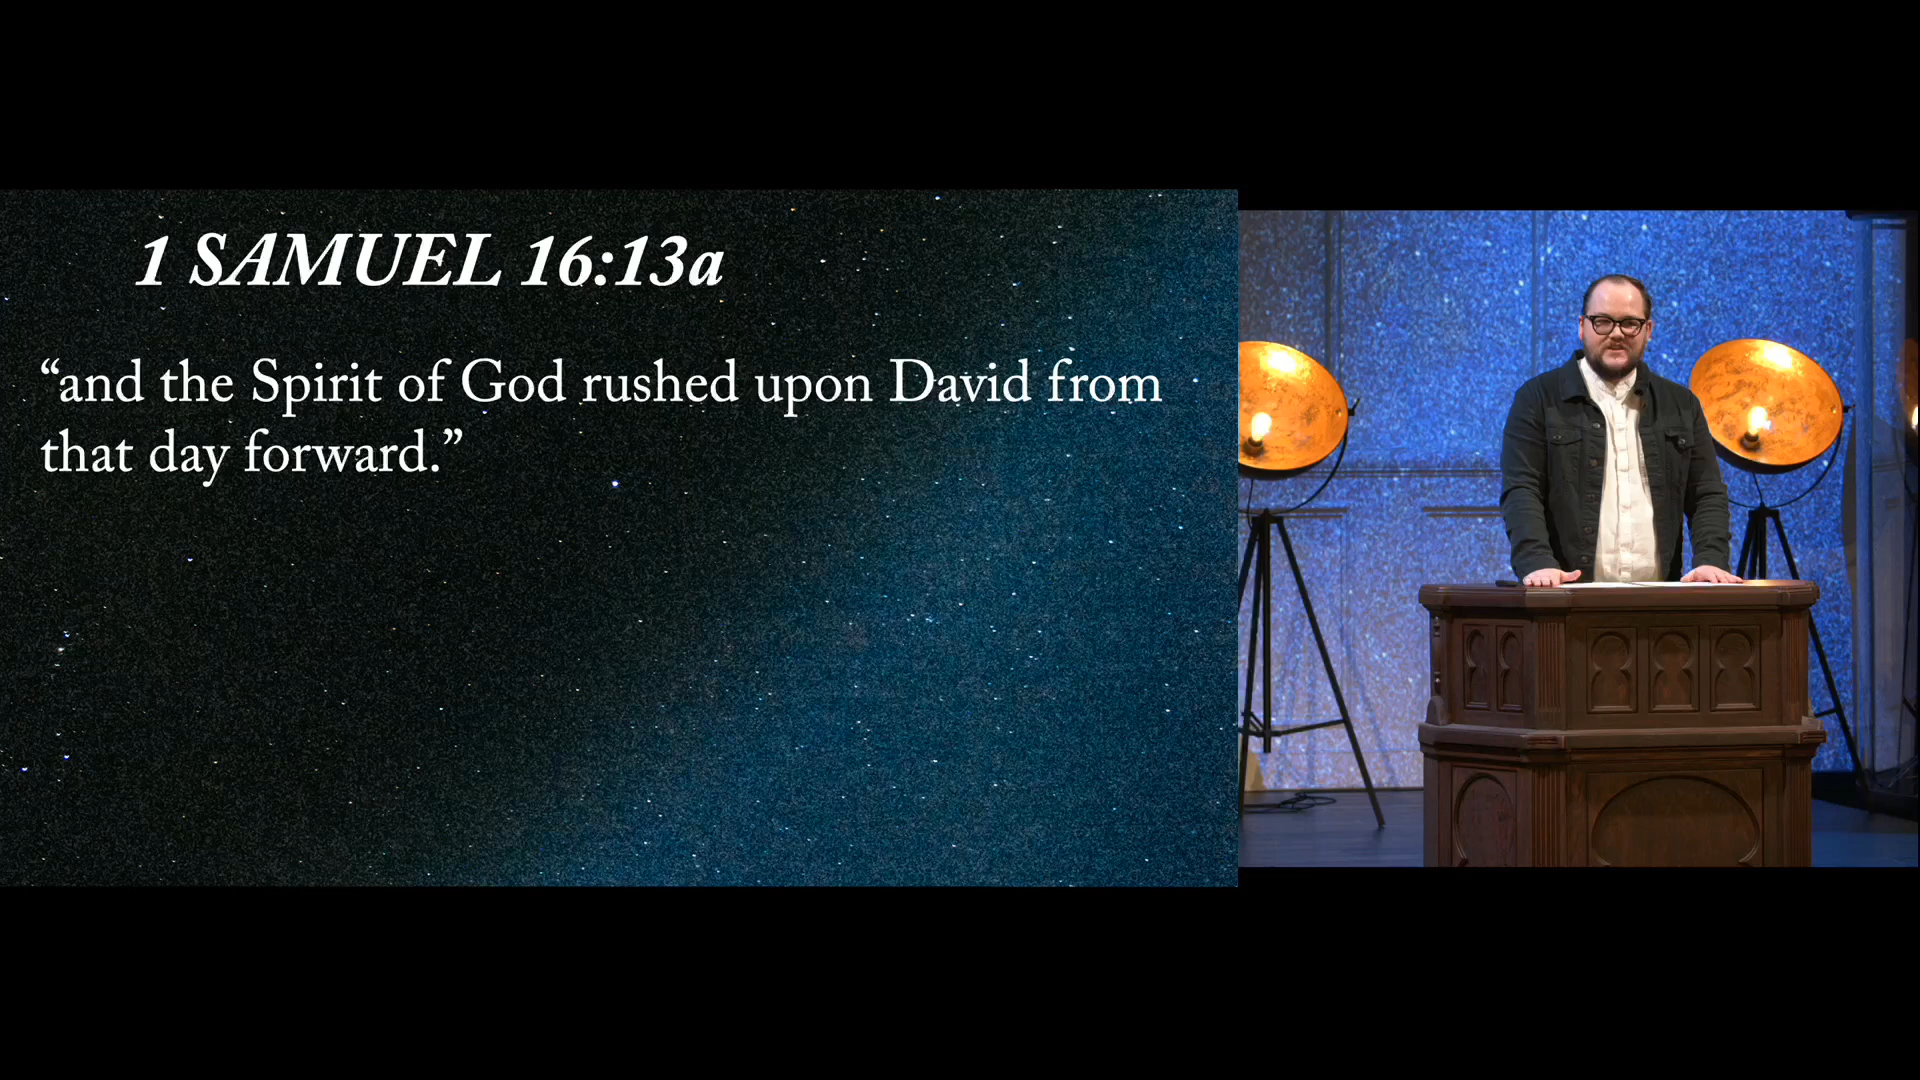 1 SAMUEL 16:13a
“and the Spirit of God rushed upon David from
that day forward.”